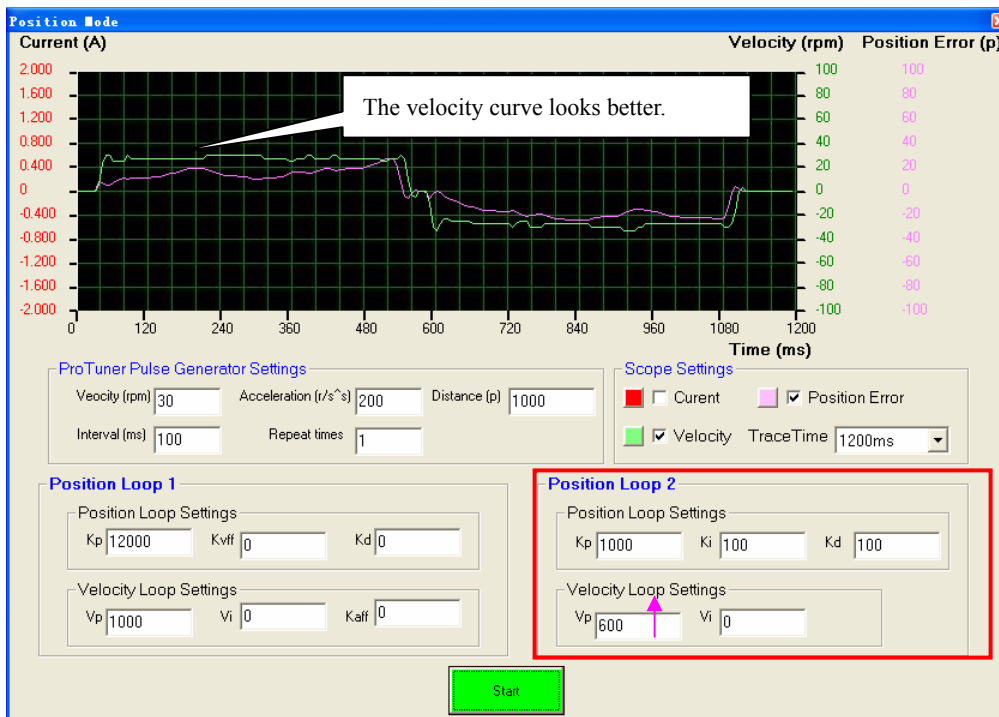 Position Mode
Current (A) Velocity (rpm) Position Error (p)
2.000 100 100
1.600 80 80
1.200 60 60
0.800 40 40
0.400 20 20
0 0 0
-0.400 -20 -20
-0.800 -40 -40
-1.200 -60 -60
-1.600 -80 -80
-2.000 -100 -100
The velocity curve looks better.
0 120 240 360 480 600 720 840 960 1080 1200
Time (ms)
ProTuner Pulse Generator Settings
Veocity (rpm) 30 Acceleration (r/s^s) 200 Distance (p) 1000
Interval (ms) 100 Repeat times 1
Scope Settings
Curent Position Error
Velocity TraceTime 1200ms
Position Loop 1
Position Loop Settings
Kp 12000 Kvff 0 Kd 0
Velocity Loop Settings
Vp 1000 Vi 0 Kaff 0
Position Loop 2
Position Loop Settings
Kp 1000 Ki 100 Kd 100
Velocity Loop Settings
Vp 600 Vi 0
Start